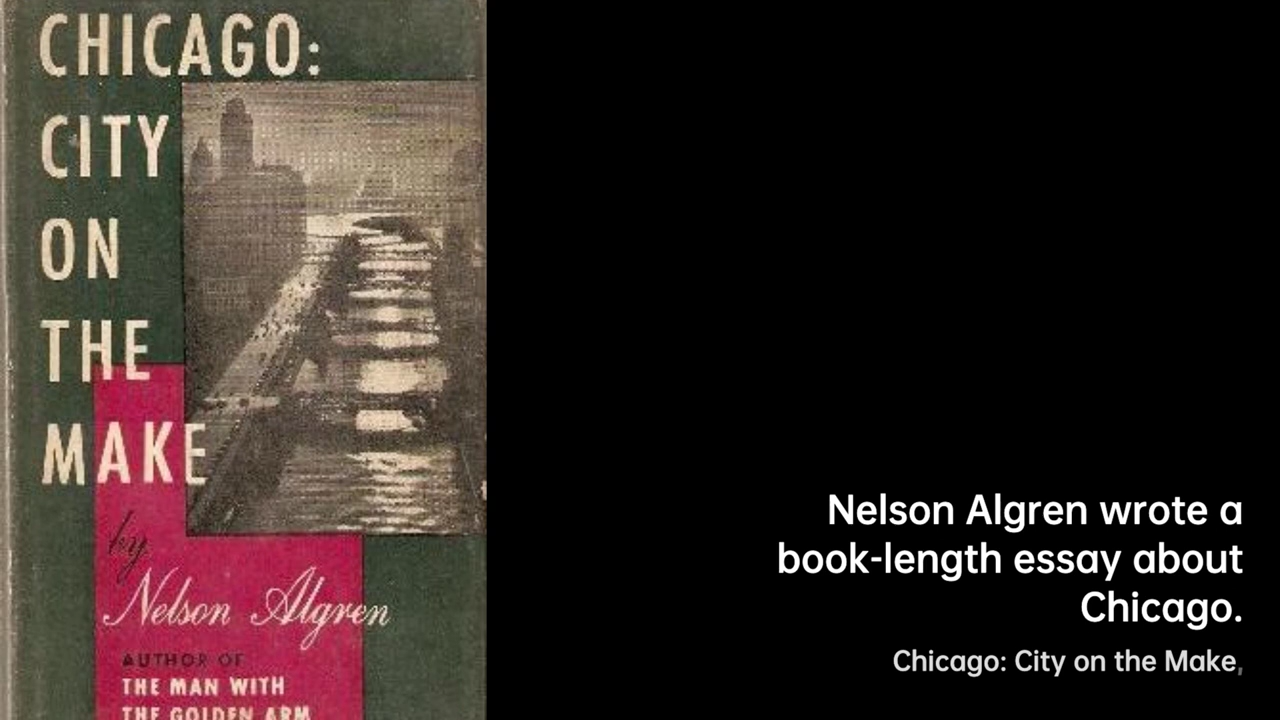 CHICAGO:
CITY
ON
THE
MAKE
by
Nelson Algren
AUTHOR OF
THE MAN WITH
THE GOLDEN ARM
Nelson Algren wrote a
book-length essay about
Chicago.
Chicago: City on the Make,